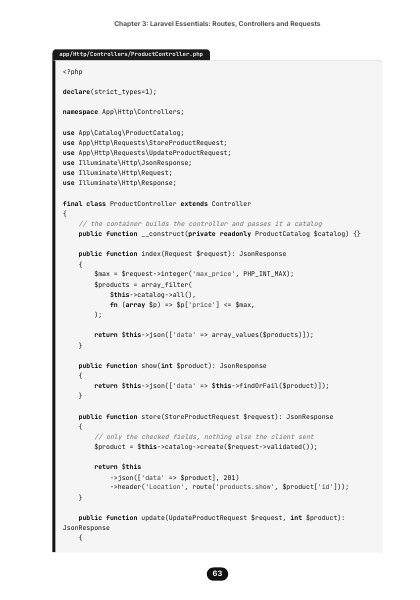 Chapter 3: Laravel Essentials: Routes, Controllers and Requests
app/Http/Controllers/ProductController.php
<?php

declare(strict_types=1);

namespace App\Http\Controllers;

use App\Catalog\ProductCatalog;
use App\Http\Requests\StoreProductRequest;
use App\Http\Requests\UpdateProductRequest;
use Illuminate\Http\JsonResponse;
use Illuminate\Http\Request;
use Illuminate\Http\Response;

final class ProductController extends Controller
{
    // the container builds the controller and passes it a catalog
    public function __construct(private readonly ProductCatalog $catalog) {}

    public function index(Request $request): JsonResponse
    {
        $max = $request->integer('max_price', PHP_INT_MAX);
        $products = array_filter(
            $this->catalog->all(),
            fn (array $p) => $p['price'] <= $max,
        );

        return $this->json(['data' => array_values($products)]);
    }

    public function show(int $product): JsonResponse
    {
        return $this->json(['data' => $this->findOrFail($product)]);
    }

    public function store(StoreProductRequest $request): JsonResponse
    {
        // only the checked fields, nothing else the client sent
        $product = $this->catalog->create($request->validated());

        return $this
            ->json(['data' => $product], 201)
            ->header('Location', route('products.show', $product['id']));
    }

    public function update(UpdateProductRequest $request, int $product):
JsonResponse
    {
63